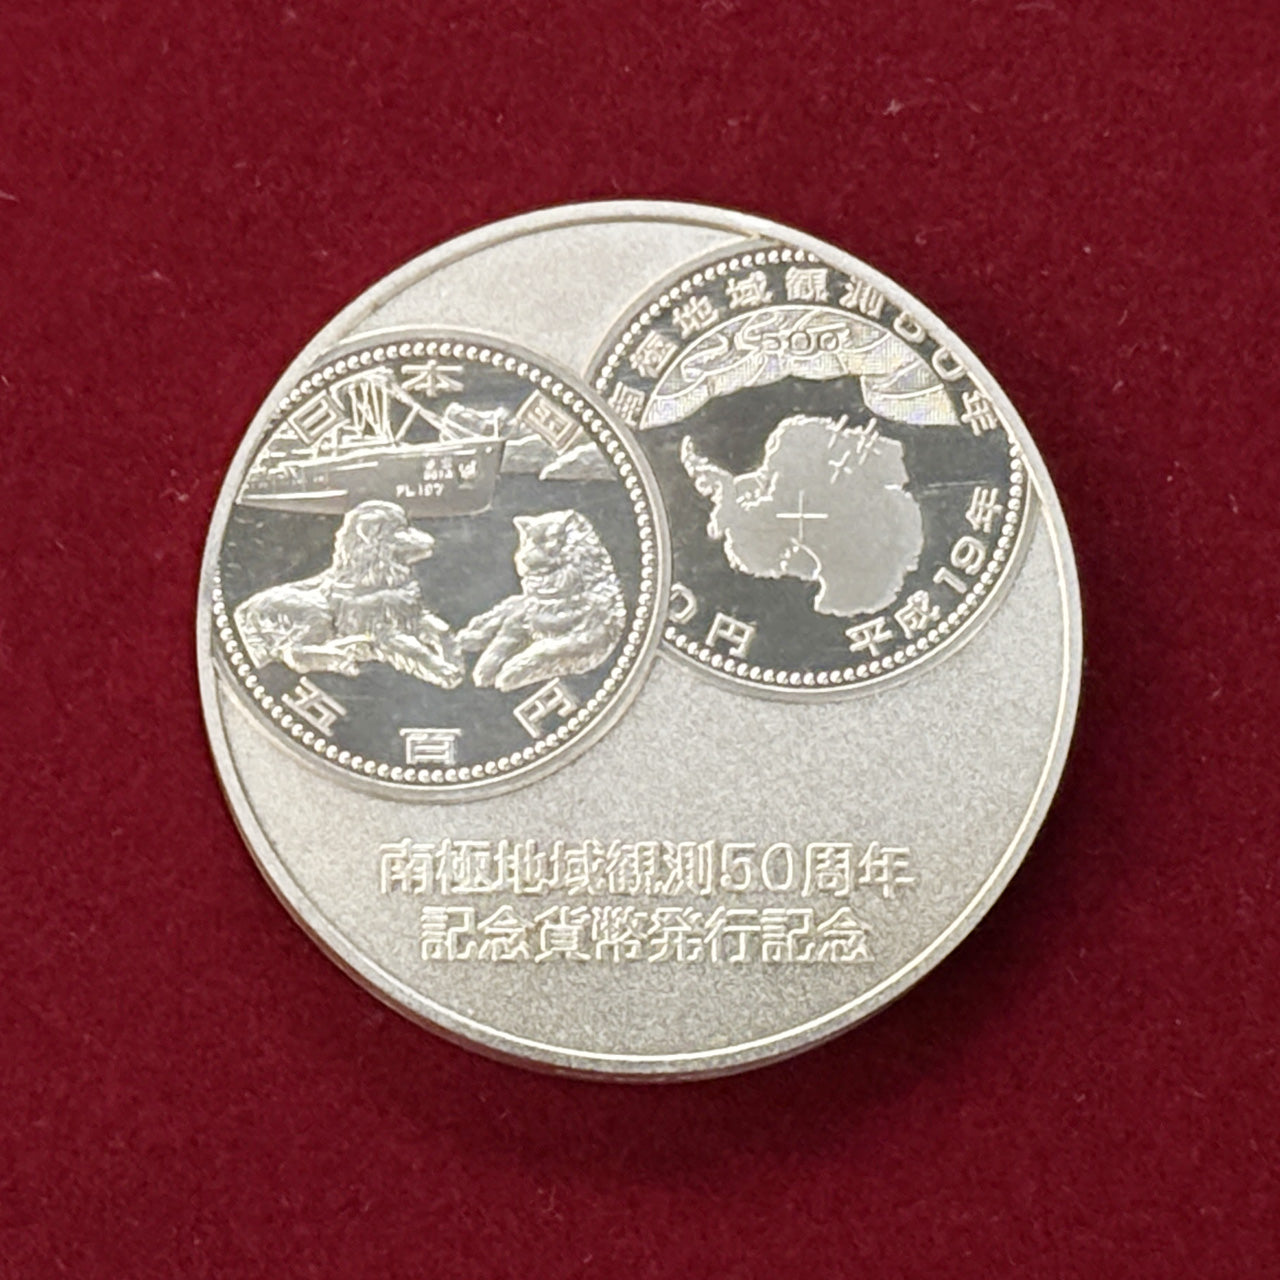 日本国
宗谷
PL107
五百円
南極地域観測50年
500
円
平成19年
南極地域観測50周年
記念貨幣発行記念